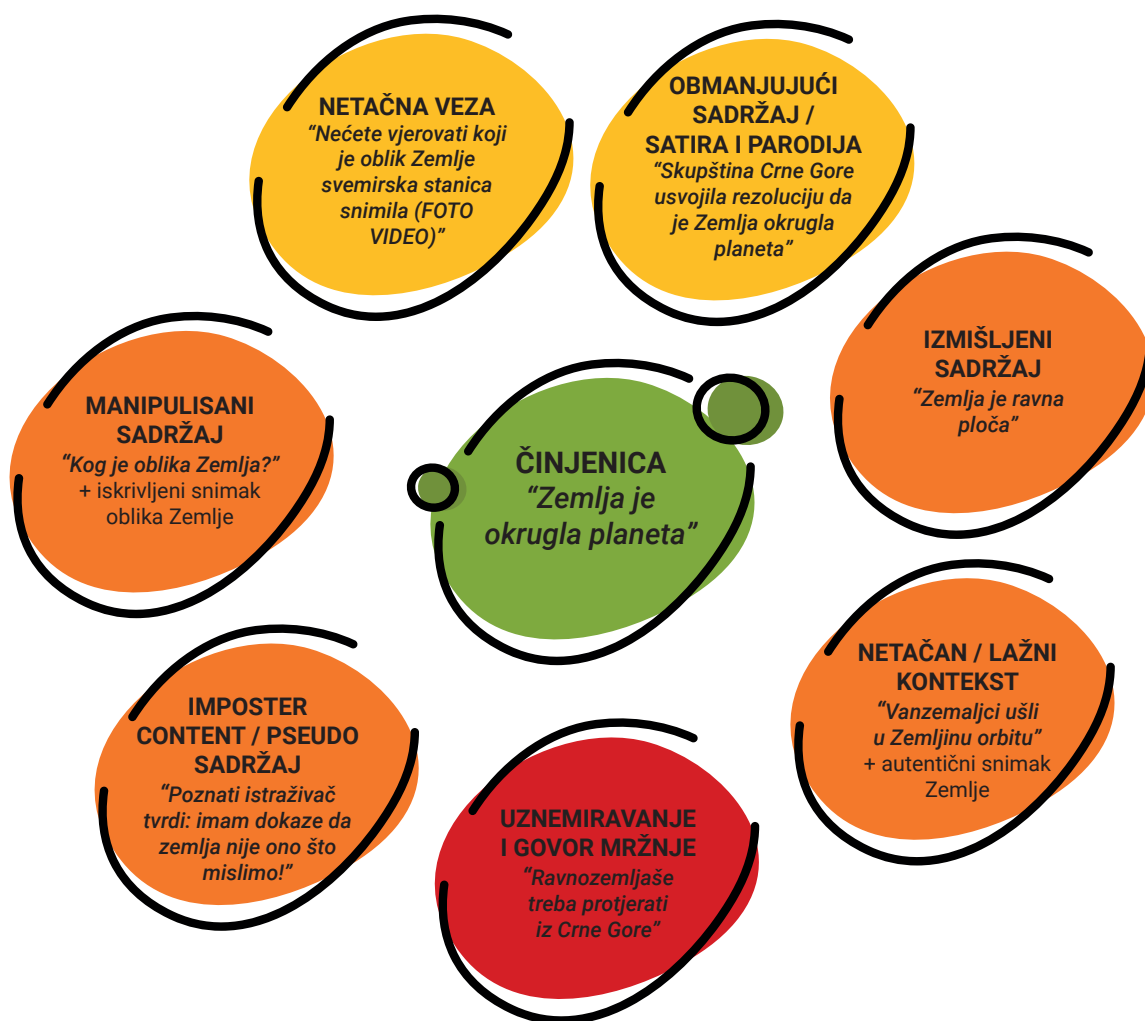 NETAČNA VEZA
“Nećete vjerovati koji
je oblik Zemlje
svemirska stanica
snimila (FOTO
VIDEO)”
OBMANJUJUĆI
SADRŽAJ /
SATIRA I PARODIJA
“Skupština Crne Gore
usvojila rezoluciju da
je Zemlja okrugla
planeta”
IZMIŠLJENI
SADRŽAJ
“Zemlja je ravna
ploča”
MANIPULISANI
SADRŽAJ
“Kog je oblika Zemlja?”
+ iskrivljeni snimak
oblika Zemlje
ČINJENICA
“Zemlja je
okrugla planeta”
NETAČAN / LAŽNI
KONTEKST
“Vanzemaljci ušli
u Zemljinu orbitu”
+ autentični snimak
Zemlje
IMPOSTER
CONTENT / PSEUDO
SADRŽAJ
“Poznati istraživač
tvrdi: imam dokaze da
zemlja nije ono što
mislimo!”
UZNEMIRAVANJE
I GOVOR MRŽNJE
“Ravnozemljaše
treba protjerati
iz Crne Gore”